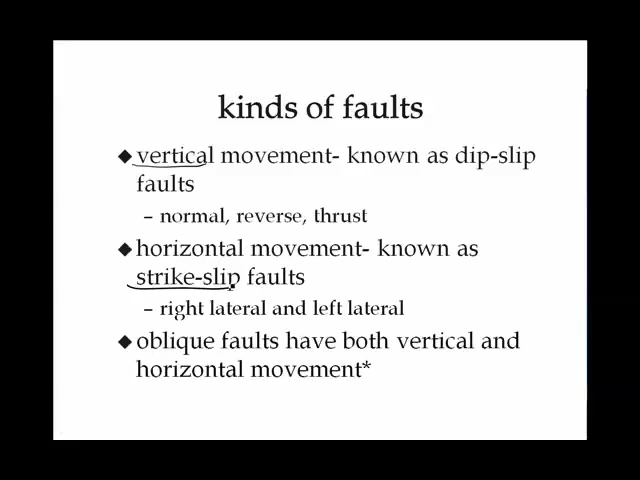 kinds of faults
◆ vertical movement- known as dip-slip
faults
– normal, reverse, thrust
◆ horizontal movement- known as
strike-slip faults
– right lateral and left lateral
◆ oblique faults have both vertical and
horizontal movement*